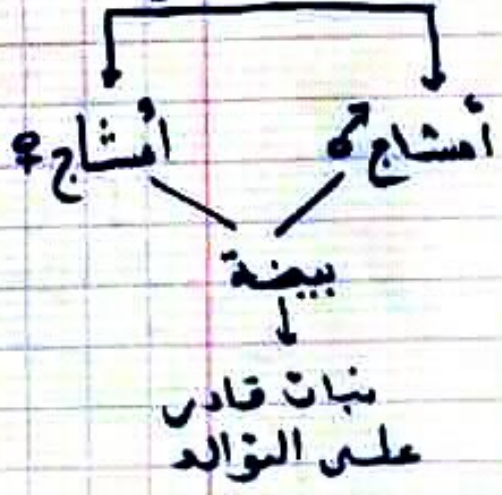 أمشاج ♂ أمشاج ♀
بيضة
نبات قادر
على التوالد